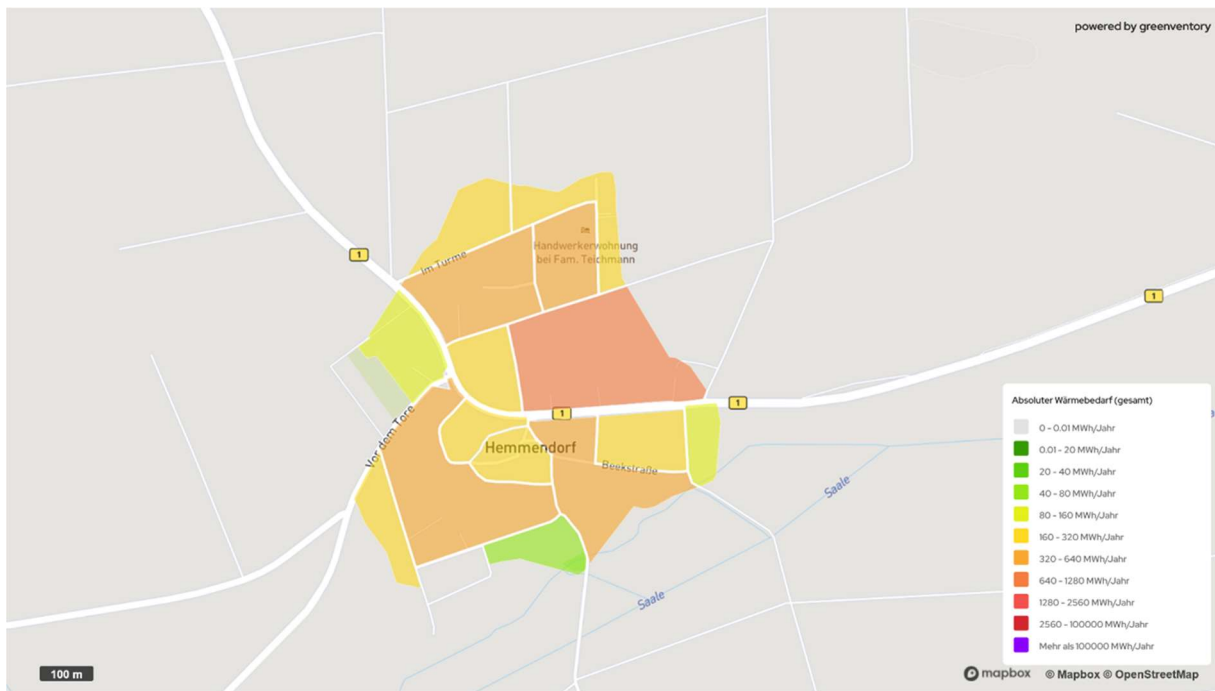 powered by greenventory
1
Im Turme
Handwerkerwohnung
bei Fam. Teichmann
1
1
1
Vor dem Tore
Hemmendorf
Beekstraße
Saale
Saale
Absoluter Wärmebedarf (gesamt)
0 - 0.01 MWh/Jahr
0.01 - 20 MWh/Jahr
20 - 40 MWh/Jahr
40 - 80 MWh/Jahr
80 - 160 MWh/Jahr
160 - 320 MWh/Jahr
320 - 640 MWh/Jahr
640 - 1280 MWh/Jahr
1280 - 2560 MWh/Jahr
2560 - 100000 MWh/Jahr
Mehr als 100000 MWh/Jahr
100 m
mapbox © Mapbox © OpenStreetMap